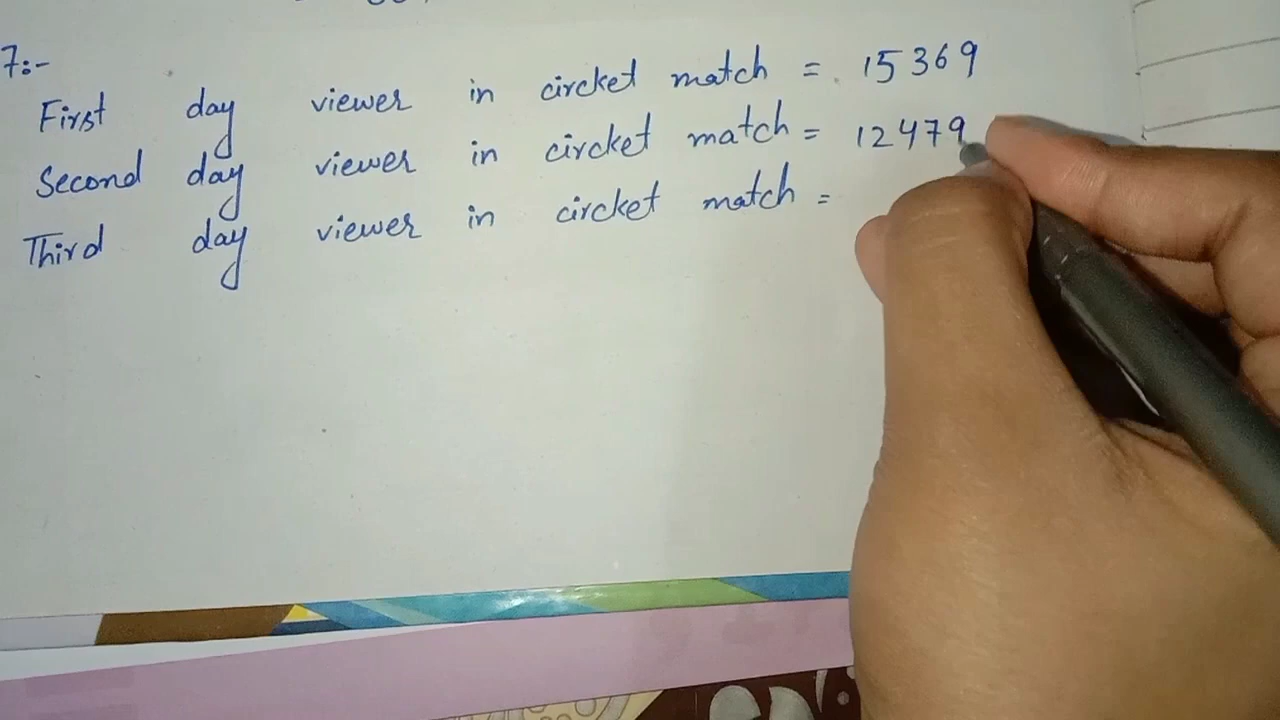 7:-
First day viewer in circket match = 15369
Second day viewer in circket match = 12479
Third day viewer in circket match =